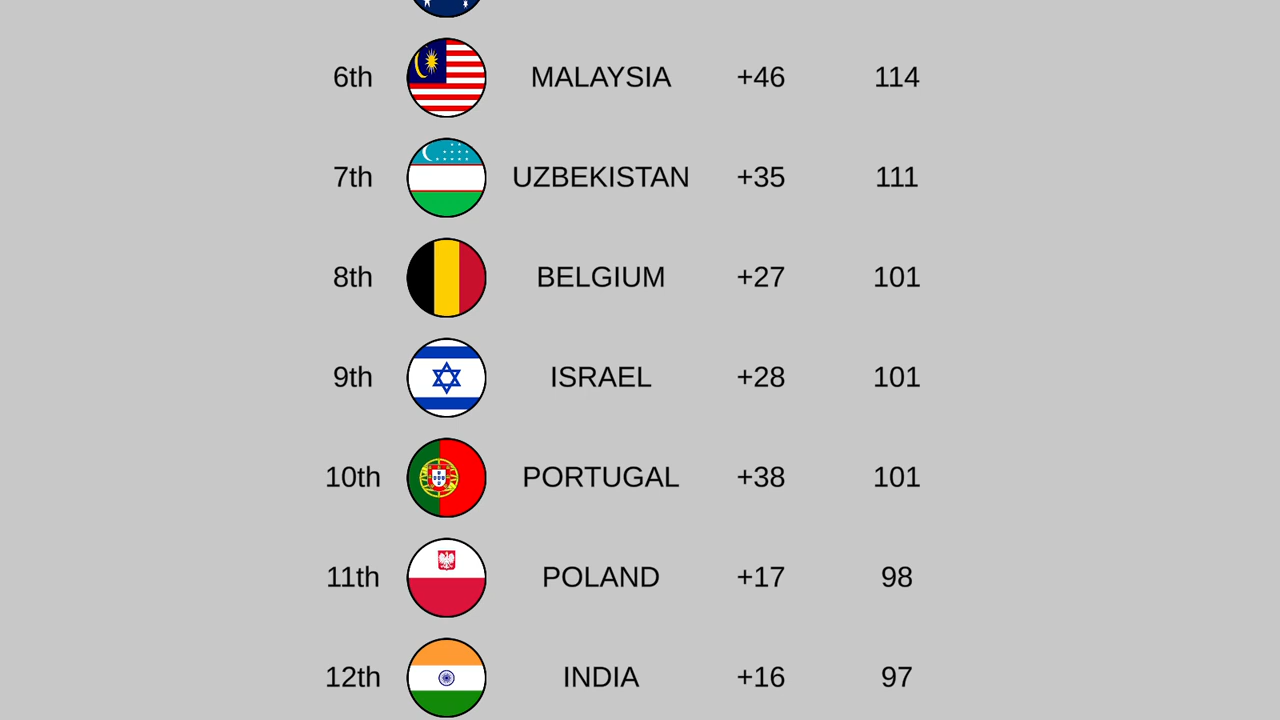 6th MALAYSIA +46 114
7th UZBEKISTAN +35 111
8th BELGIUM +27 101
9th ISRAEL +28 101
10th PORTUGAL +38 101
11th POLAND +17 98
12th INDIA +16 97